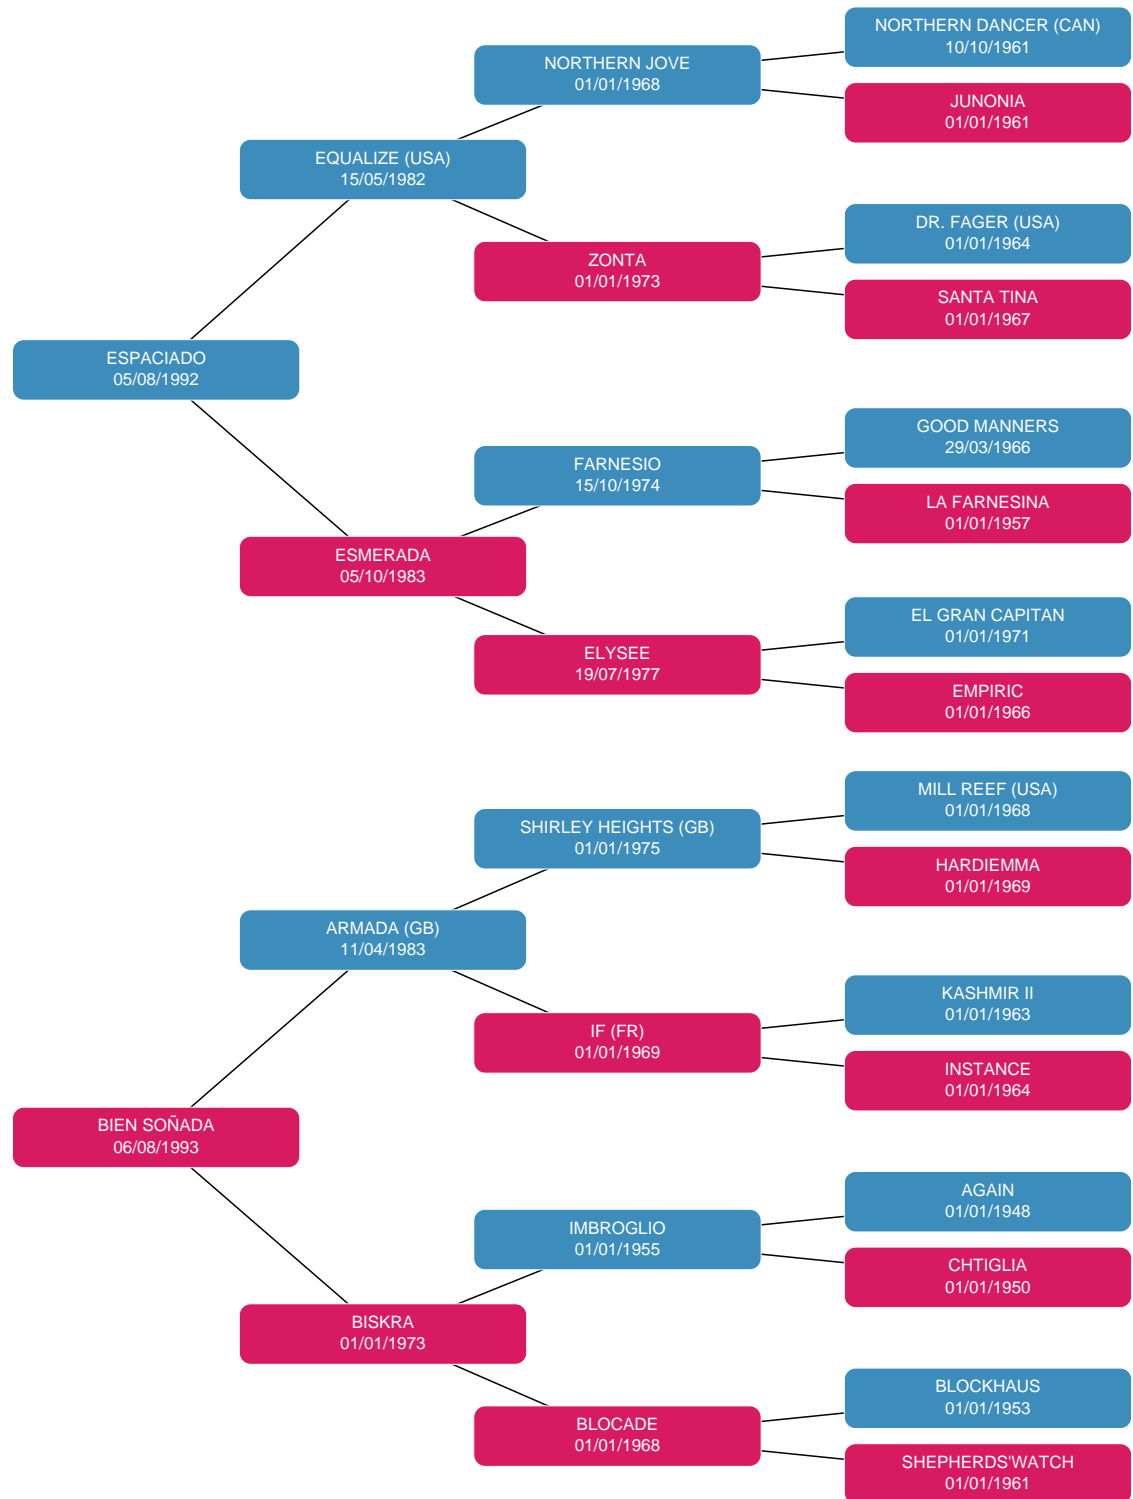 NORTHERN DANCER (CAN)
10/10/1961
NORTHERN JOVE
01/01/1968
JUNONIA
01/01/1961
EQUALIZE (USA)
15/05/1982
DR. FAGER (USA)
01/01/1964
ZONTA
01/01/1973
SANTA TINA
01/01/1967
ESPACIADO
05/08/1992
GOOD MANNERS
29/03/1966
FARNESIO
15/10/1974
LA FARNESINA
01/01/1957
ESMERADA
05/10/1983
EL GRAN CAPITAN
01/01/1971
ELYSEE
19/07/1977
EMPIRIC
01/01/1966
MILL REEF (USA)
01/01/1968
SHIRLEY HEIGHTS (GB)
01/01/1975
HARDIEMMA
01/01/1969
ARMADA (GB)
11/04/1983
KASHMIR II
01/01/1963
IF (FR)
01/01/1969
INSTANCE
01/01/1964
BIEN SOÑADA
06/08/1993
AGAIN
01/01/1948
IMBROGLIO
01/01/1955
CHTIGLIA
01/01/1950
BISKRA
01/01/1973
BLOCKHAUS
01/01/1953
BLOCADE
01/01/1968
SHEPHERDS'WATCH
01/01/1961